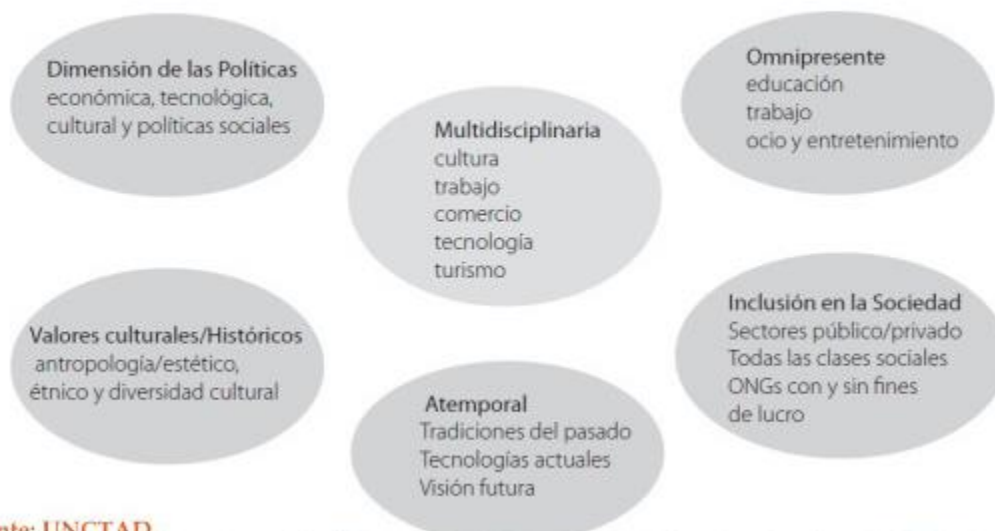 Dimensión de las Políticas
económica, tecnológica,
cultural y políticas sociales
Multidisciplinaria
cultura
trabajo
comercio
tecnología
turismo
Omnipresente
educación
trabajo
ocio y entretenimiento
Valores culturales/Históricos
antropología/estético,
étnico y diversidad cultural
Atemporal
Tradiciones del pasado
Tecnologías actuales
Visión futura
Inclusión en la Sociedad
Sectores público/privado
Todas las clases sociales
ONGs con y sin fines
de lucro
UNCTAD